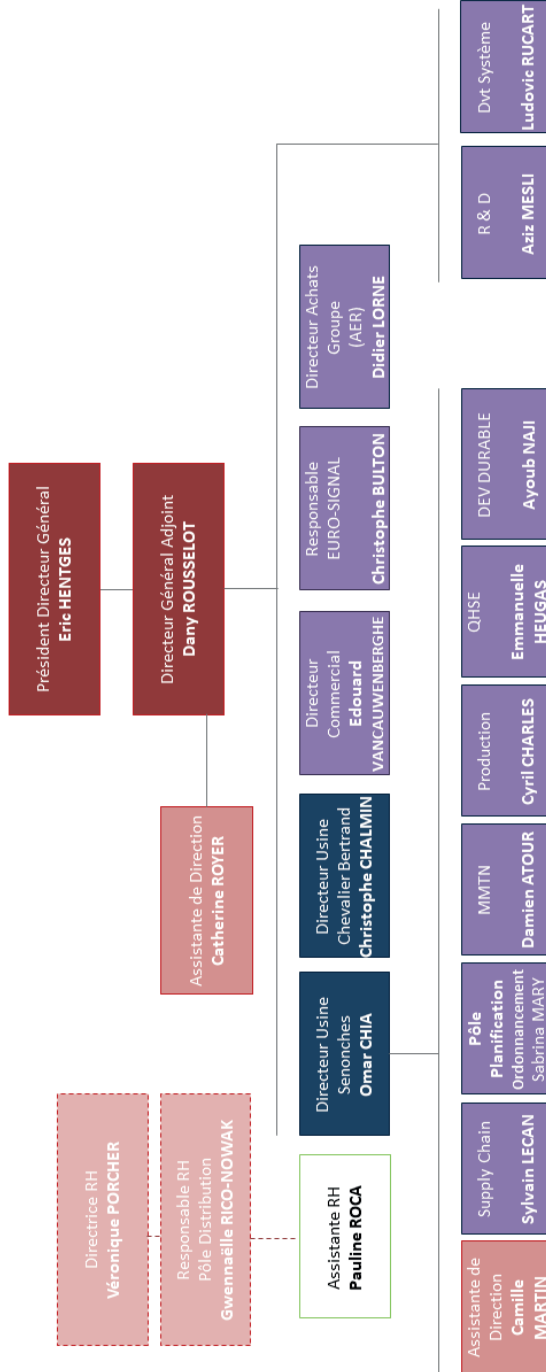 Président Directeur Général
Eric HENTGES
Directeur Général Adjoint
Dany ROUSSELOT
Assistante de Direction
Catherine ROYER
Directrice RH
Véronique PORCHER
Responsable RH
Pôle Distribution
Gwennaëlle RICO-NOWAK
Assistante RH
Pauline ROCA
Directeur Usine
Senonches
Omar CHIA
Directeur Usine
Chevalier Bertrand
Christophe CHALMIN
Directeur
Commercial
Edouard
VANCAUWENBERGHE
Responsable
EURO-SIGNAL
Christophe BULTON
Directeur Achats
Groupe
(AER)
Didier LORNE
Assistante de
Direction
Camille
MARTIN
Supply Chain
Sylvain LECAN
Pôle
Planification
Ordonnancement
Sabrina MARY
MMTN
Damien ATOUR
Production
Cyril CHARLES
QHSE
Emmanuelle
HEUGAS
DEV DURABLE
Ayoub NAJI
R & D
Aziz MESLI
Dvt Système
Ludovic RUCART